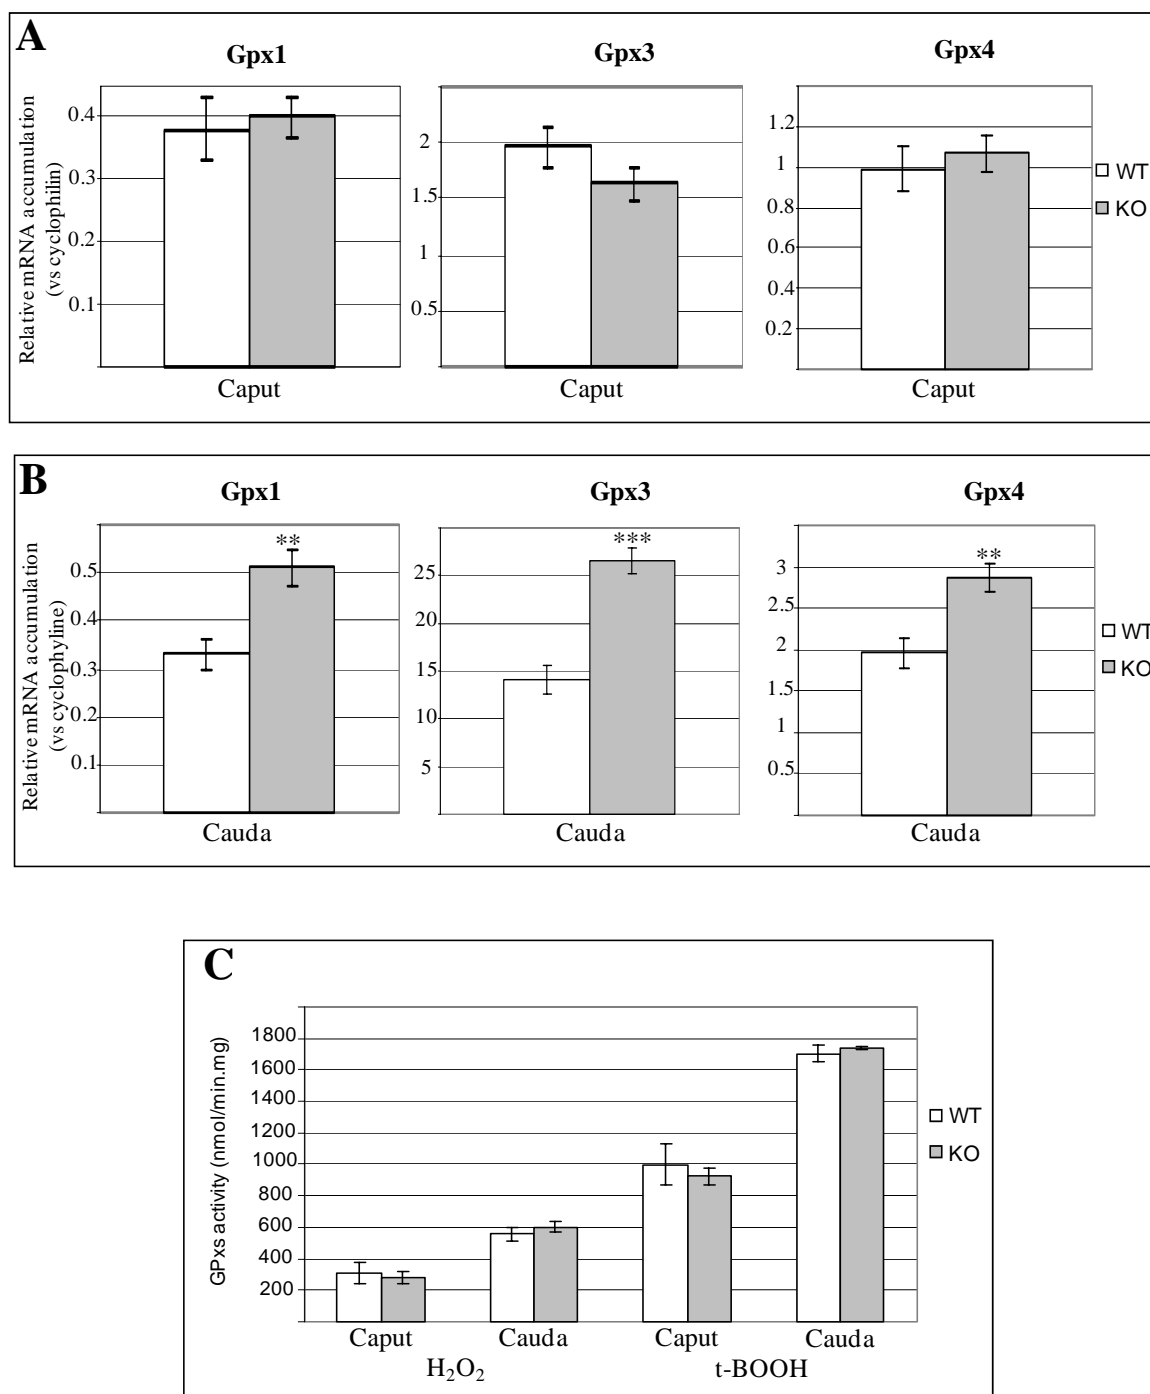 A
Gpx1 Gpx3 Gpx4
Relative mRNA accumulation
(vs cyclophilin)
0.4
0.3
0.2
0.1
Caput
2
1.5
1
0.5
Caput
1.2
1
0.8
0.6
0.4
0.2
Caput
WT
KO
B
Gpx1 Gpx3 Gpx4
Relative mRNA accumulation
(vs cyclophyline)
0.5
0.4
0.3
0.2
0.1
**
Cauda
25
20
15
10
5
***
Cauda
3
2.5
2
1.5
1
0.5
**
Cauda
WT
KO
C
GPxs activity (nmol/min.mg)
1800
1600
1400
1200
1000
800
600
400
200
Caput Cauda Caput Cauda
H₂O₂ t-BOOH
WT
KO